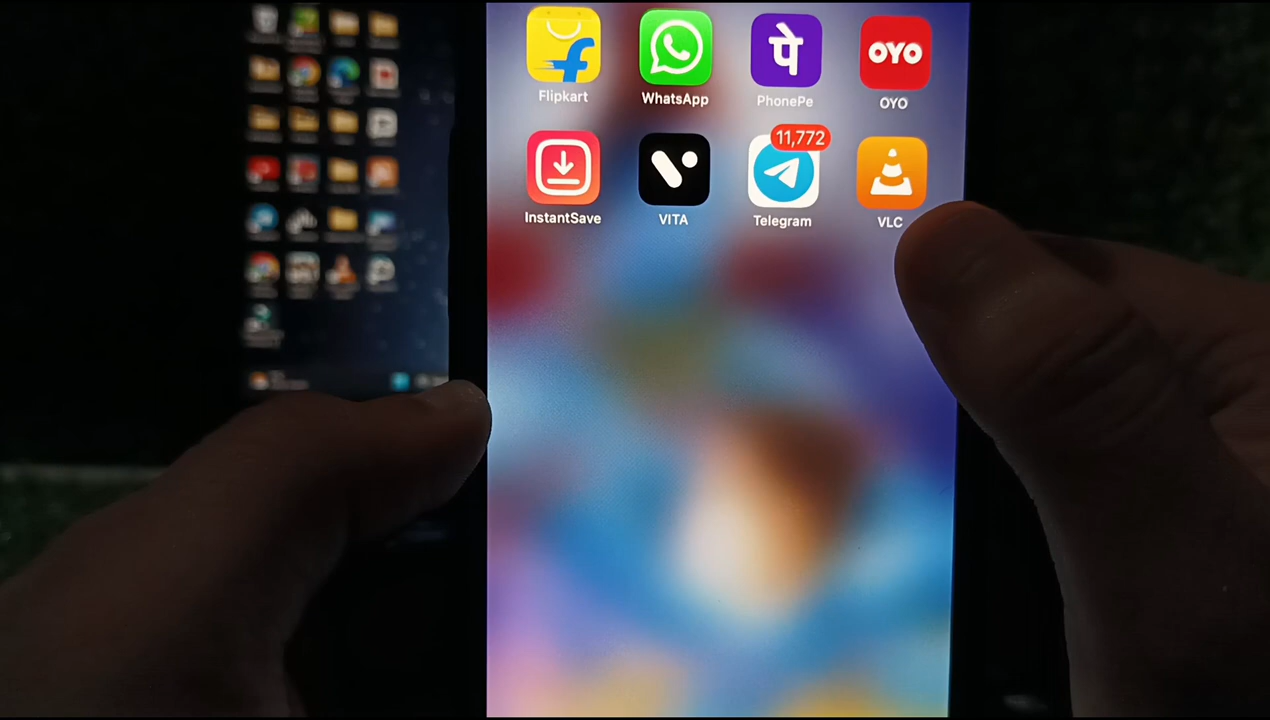 पे
OYO
Flipkart
WhatsApp
PhonePe
OYO
11,772
InstantSave
VITA
Telegram
VLC